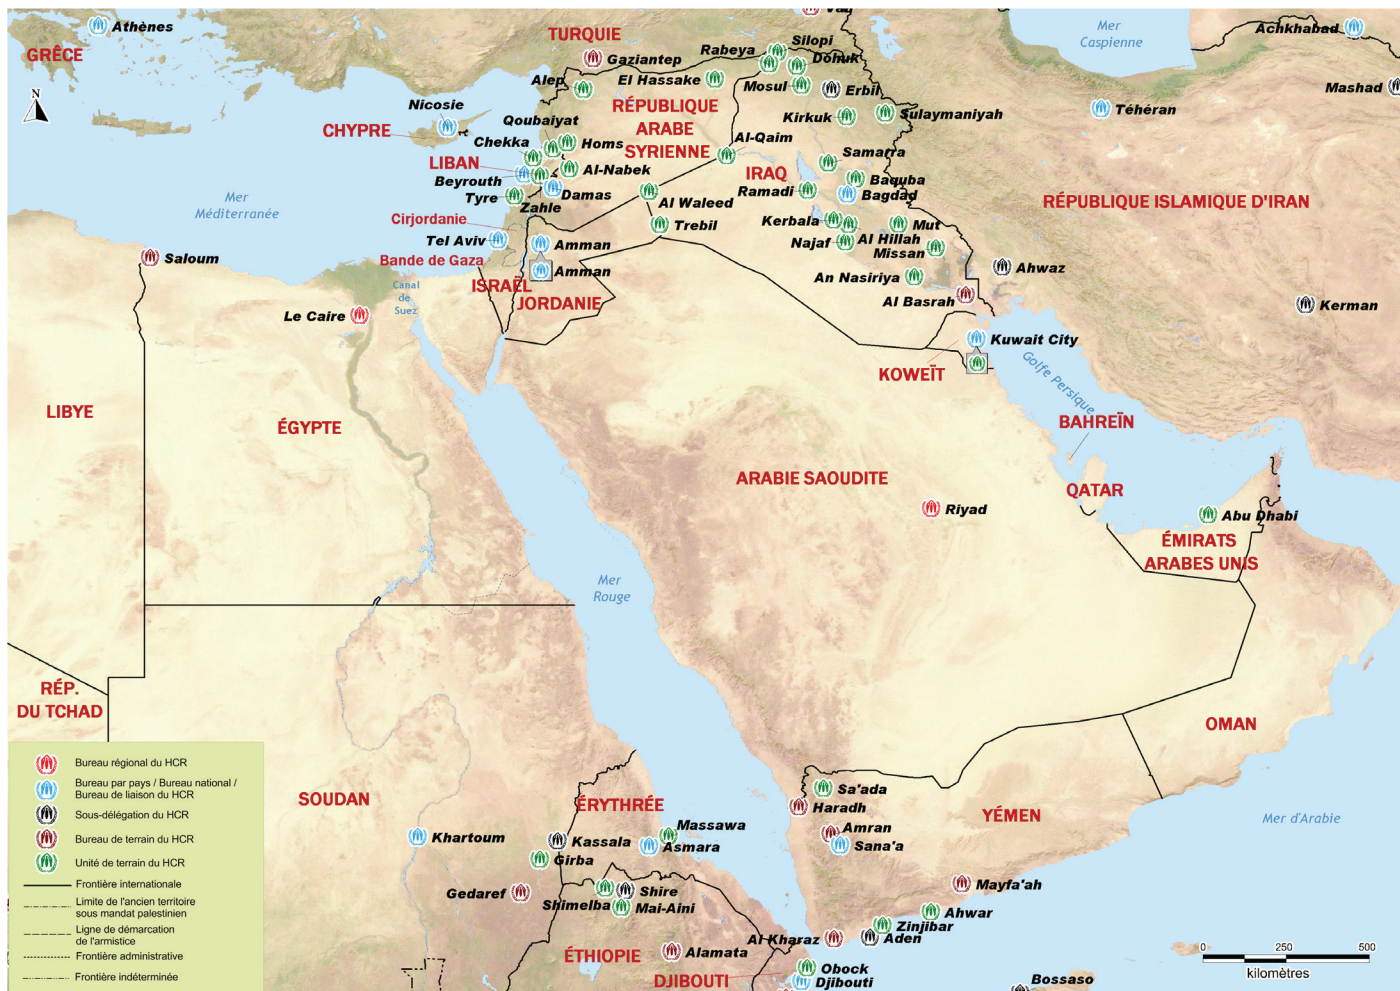 Athènes
GRÈCE
TURQUIE
Gaziantep
Rabeya
Silopi
Dohuk
Mer
Caspienne
Achkhabad
Mashad
N
Alep
El Hassake
Mosul
Erbil
Téhéran
Nicosie
CHYPRE
RÉPUBLIQUE
ARABE
SYRIENNE
Kirkuk
Sulaymaniyah
Qoubaiyat
Chekka
Homs
Al-Qaim
LIBAN
Al-Nabek
Beyrouth
Damas
Tyre
Zahle
IRAQ
Samarra
Ramadi
Baquba
Bagdad
Al Waleed
Trebil
Kerbala
Al Hillah
Mut
Najaf
Missan
An Nasiriya
Al Basrah
Ahwaz
RÉPUBLIQUE ISLAMIQUE D'IRAN
Kerman
Mer
Méditerranée
Cirjordanie
Tel Aviv
Amman
Bande de Gaza
Amman
ISRAËL
JORDANIE
Canal
de
Suez
Saloum
Le Caire
Kuwait City
KOWEÏT
Golfe Persique
LIBYE
ÉGYPTE
BAHREÏN
ARABIE SAOUDITE
QATAR
Riyad
Abu Dhabi
ÉMIRATS
ARABES UNIS
Mer
Rouge
RÉP.
DU TCHAD
OMAN
SOUDAN
ÉRYTHRÉE
Sa'ada
Haradh
YÉMEN
Mer d'Arabie
Khartoum
Kassala
Massawa
Asmara
Amran
Sana'a
Girba
Gedaref
Shire
Shimelba
Mai-Aini
Mayfa'ah
Ahwar
Zinjibar
Aden
Al Kharaz
ÉTHIOPIE
Alamata
DJIBOUTI
Obock
Djibouti
Bossaso
0 250 500
kilomètres
Bureau régional du HCR
Bureau par pays / Bureau national /
Bureau de liaison du HCR
Sous-délégation du HCR
Bureau de terrain du HCR
Unité de terrain du HCR
Frontière internationale
Limite de l'ancien territoire
sous mandat palestinien
Ligne de démarcation
de l'armistice
Frontière administrative
Frontière indéterminée